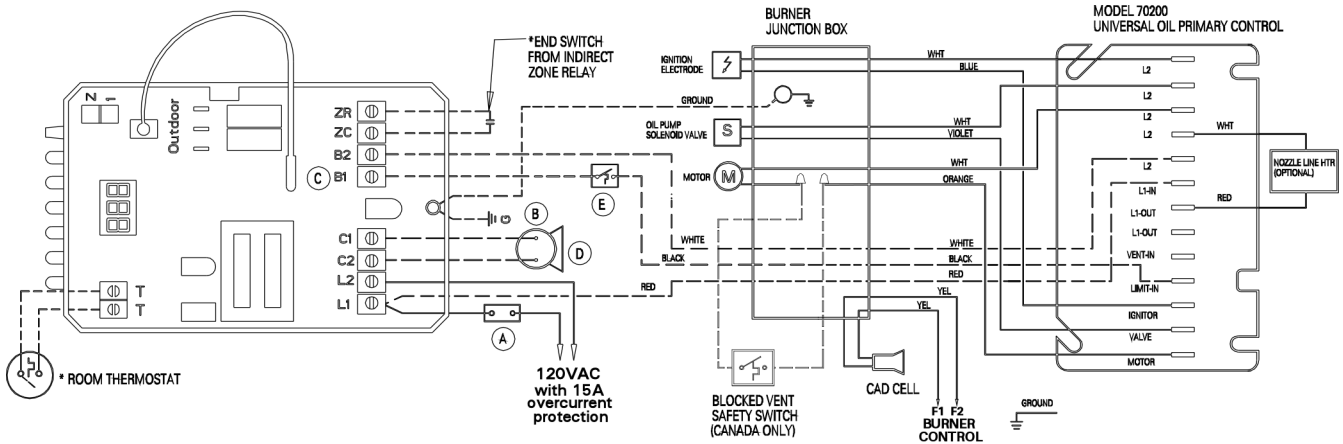 BURNER
JUNCTION BOX
MODEL 70200
UNIVERSAL OIL PRIMARY CONTROL
*END SWITCH
FROM INDIRECT
ZONE RELAY
IGNITION
ELECTRODE
WHT
BLUE
L2
GROUND
Z
1
Outdoor
ZR
ZC
B2
B1
C
OIL PUMP
SOLENOID VALVE
S
WHT
VIOLET
L2
L2
L2
WHT
NOZZLE LINE HTR
(OPTIONAL)
MOTOR
M
WHT
ORANGE
L2
L1-IN
RED
L1-OUT
L1-OUT
E
G
B
D
C1
C2
L2
L1
WHITE
BLACK
RED
WHITE
BLACK
RED
VENT-IN
LIMIT-IN
YEL
YEL
IGNITOR
VALVE
MOTOR
T
T
A
* ROOM THERMOSTAT
120VAC
with 15A
overcurrent
protection
BLOCKED VENT
SAFETY SWITCH
(CANADA ONLY)
CAD CELL
F1 F2
BURNER
CONTROL
GROUND